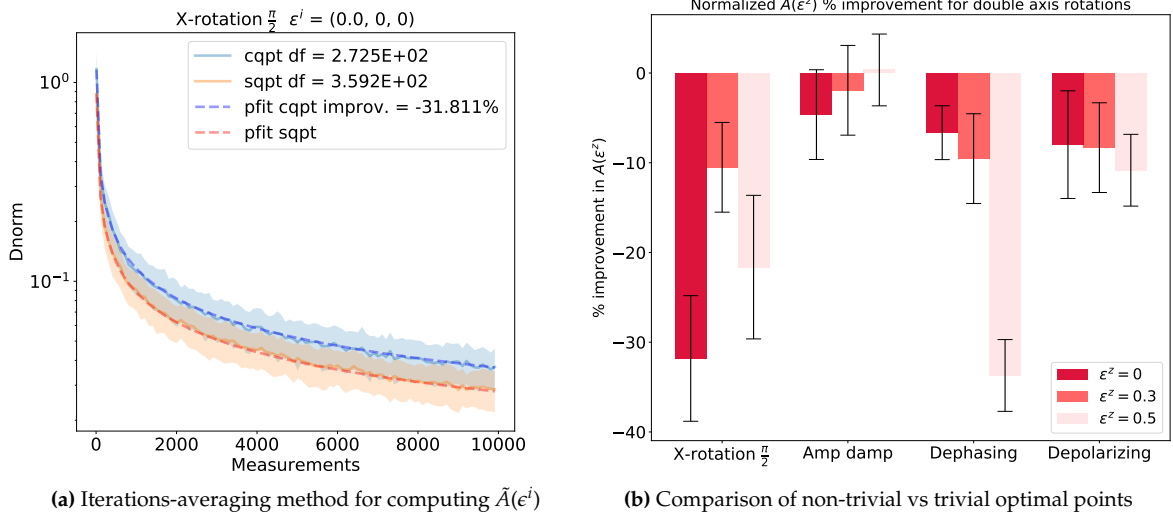 X-rotation π/2 ε^i = (0.0, 0, 0)
cqpt df = 2.725E+02
sqpt df = 3.592E+02
pfit cqpt improv. = -31.811%
pfit sqpt
Dnorm
10^0
10^−1
0 2000 4000 6000 8000 10000
Measurements
(a) Iterations-averaging method for computing Ã(ϵ^i)
Normalized A(ε^z) % improvement for double axis rotations
% improvement in A(ε^z)
0
−10
−20
−30
−40
ε^z = 0
ε^z = 0.3
ε^z = 0.5
X-rotation π/2 Amp damp Dephasing Depolarizing
(b) Comparison of non-trivial vs trivial optimal points